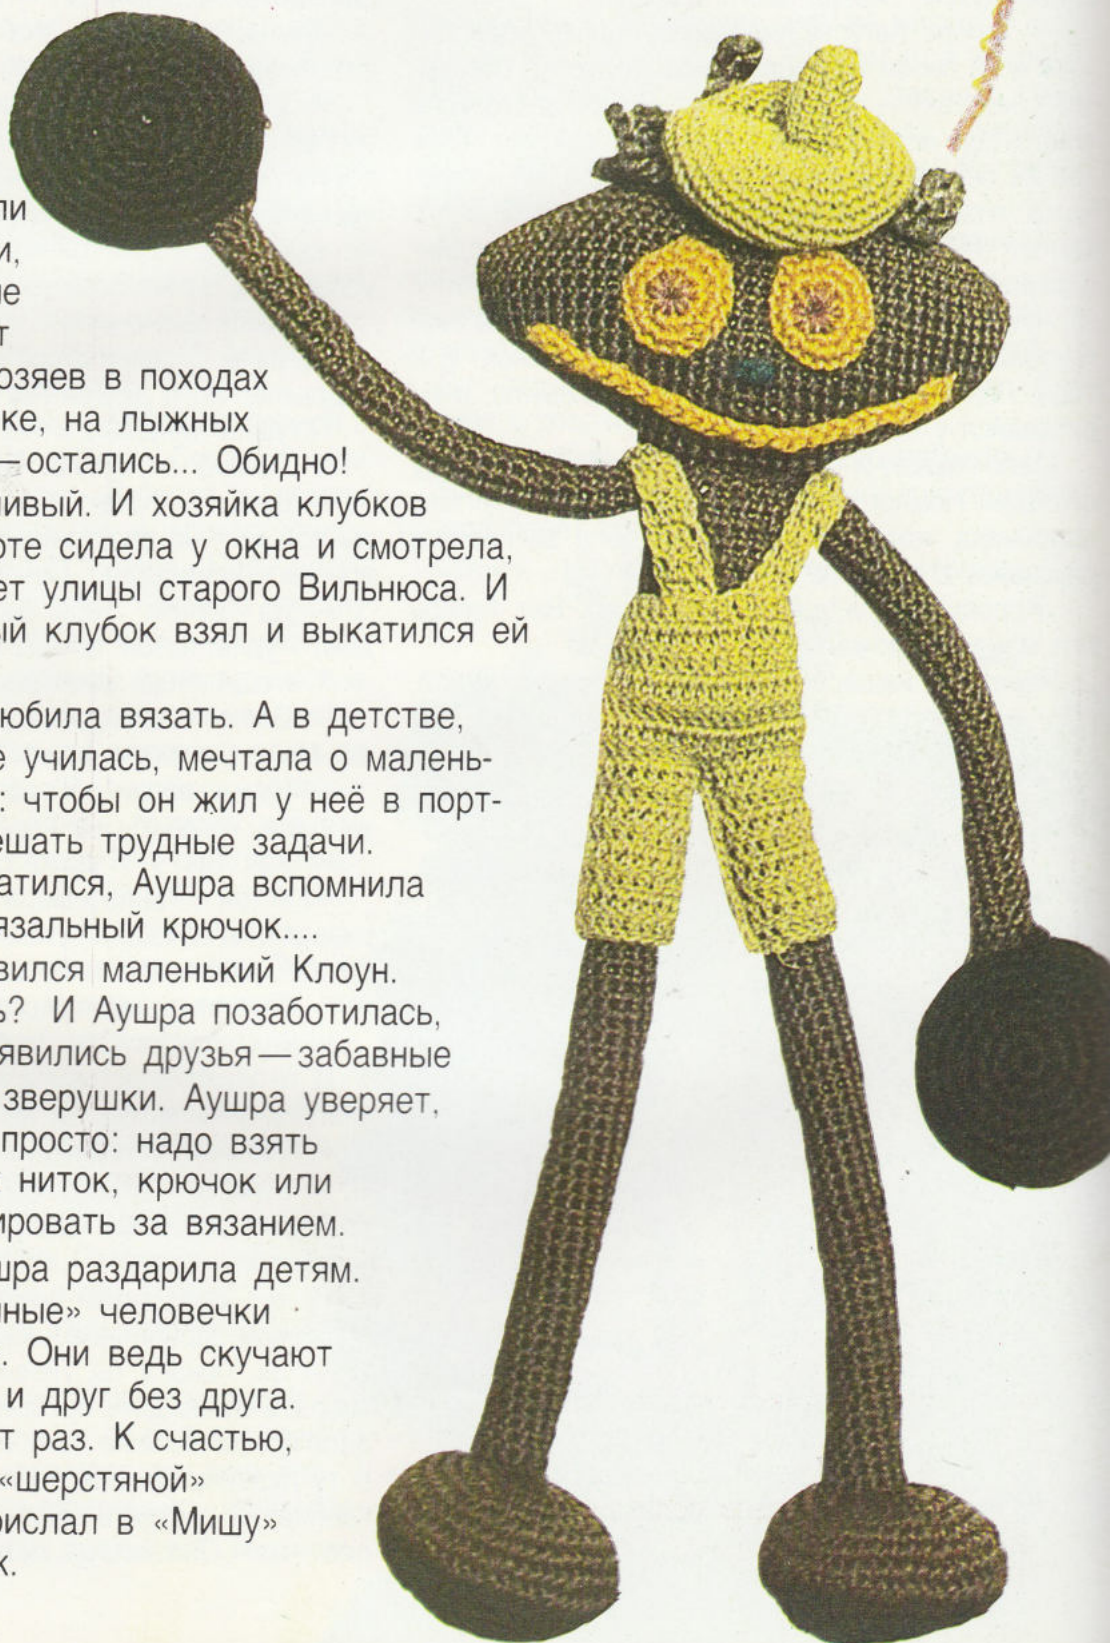 ли
и,
не
т
озяев в походах
ке, на лыжных
—остались... Обидно!
ивый. И хозяйка клубков
оте сидела у окна и смотрела,
ет улицы старого Вильнюса. И
ый клубок взял и выкатился ей
юбила вязать. А в детстве,
е училась, мечтала о малень-
: чтобы он жил у неё в порт-
ешать трудные задачи.
атился, Аушра вспомнила
язальный крючок....
вился маленький Клоун.
ь? И Аушра позаботилась,
явились друзья—забавные
зверушки. Аушра уверяет,
просто: надо взять
ниток, крючок или
ировать за вязанием.
шра раздарила детям.
нные» человечки
. Они ведь скучают
и друг без друга.
т раз. К счастью,
«шерстяной»
рислал в «Мишу»
к.